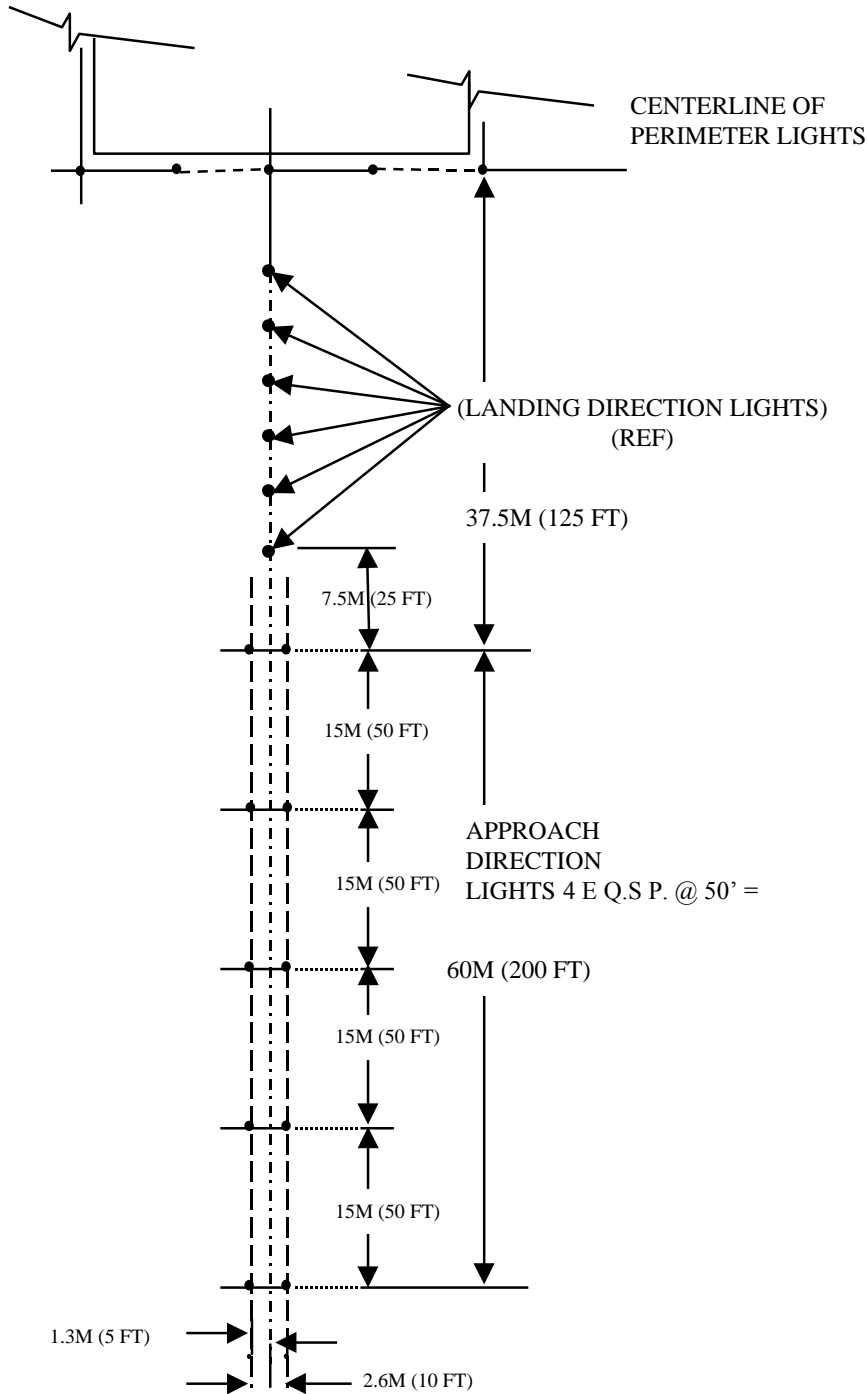 CENTERLINE OF
PERIMETER LIGHTS
(LANDING DIRECTION LIGHTS)
(REF)
37.5M (125 FT)
7.5M (25 FT)
15M (50 FT)
APPROACH
DIRECTION
LIGHTS 4 E Q.S P. @ 50’ =
15M (50 FT)
60M (200 FT)
15M (50 FT)
15M (50 FT)
1.3M (5 FT)
2.6M (10 FT)